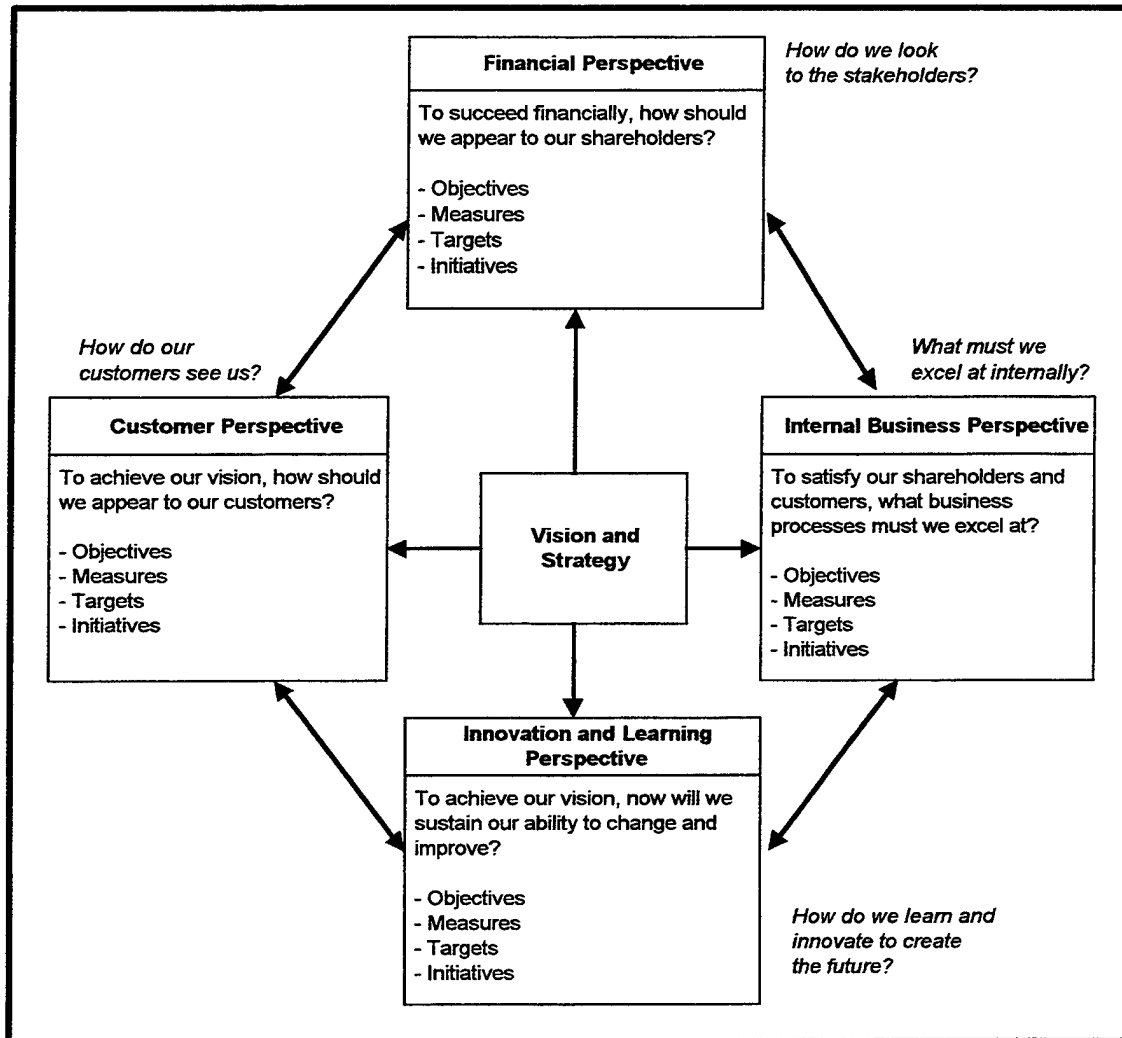 How do we look
to the stakeholders?
Financial Perspective
To succeed financially, how should
we appear to our shareholders?
- Objectives
- Measures
- Targets
- Initiatives
How do our
customers see us?
What must we
excel at internally?
Customer Perspective
To achieve our vision, how should
we appear to our customers?
- Objectives
- Measures
- Targets
- Initiatives
Vision and
Strategy
Internal Business Perspective
To satisfy our shareholders and
customers, what business
processes must we excel at?
- Objectives
- Measures
- Targets
- Initiatives
Innovation and Learning
Perspective
To achieve our vision, now will we
sustain our ability to change and
improve?
- Objectives
- Measures
- Targets
- Initiatives
How do we learn and
innovate to create
the future?